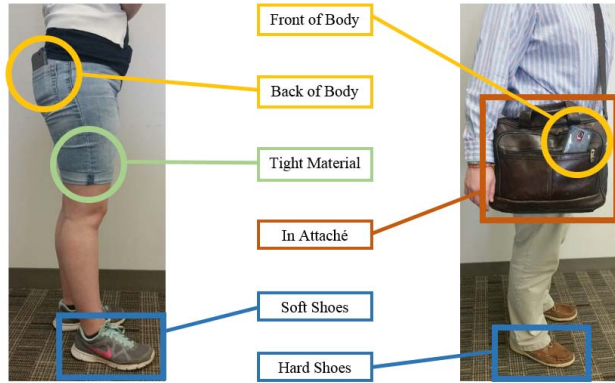 Front of Body
Back of Body
Tight Material
In Attaché
Soft Shoes
Hard Shoes